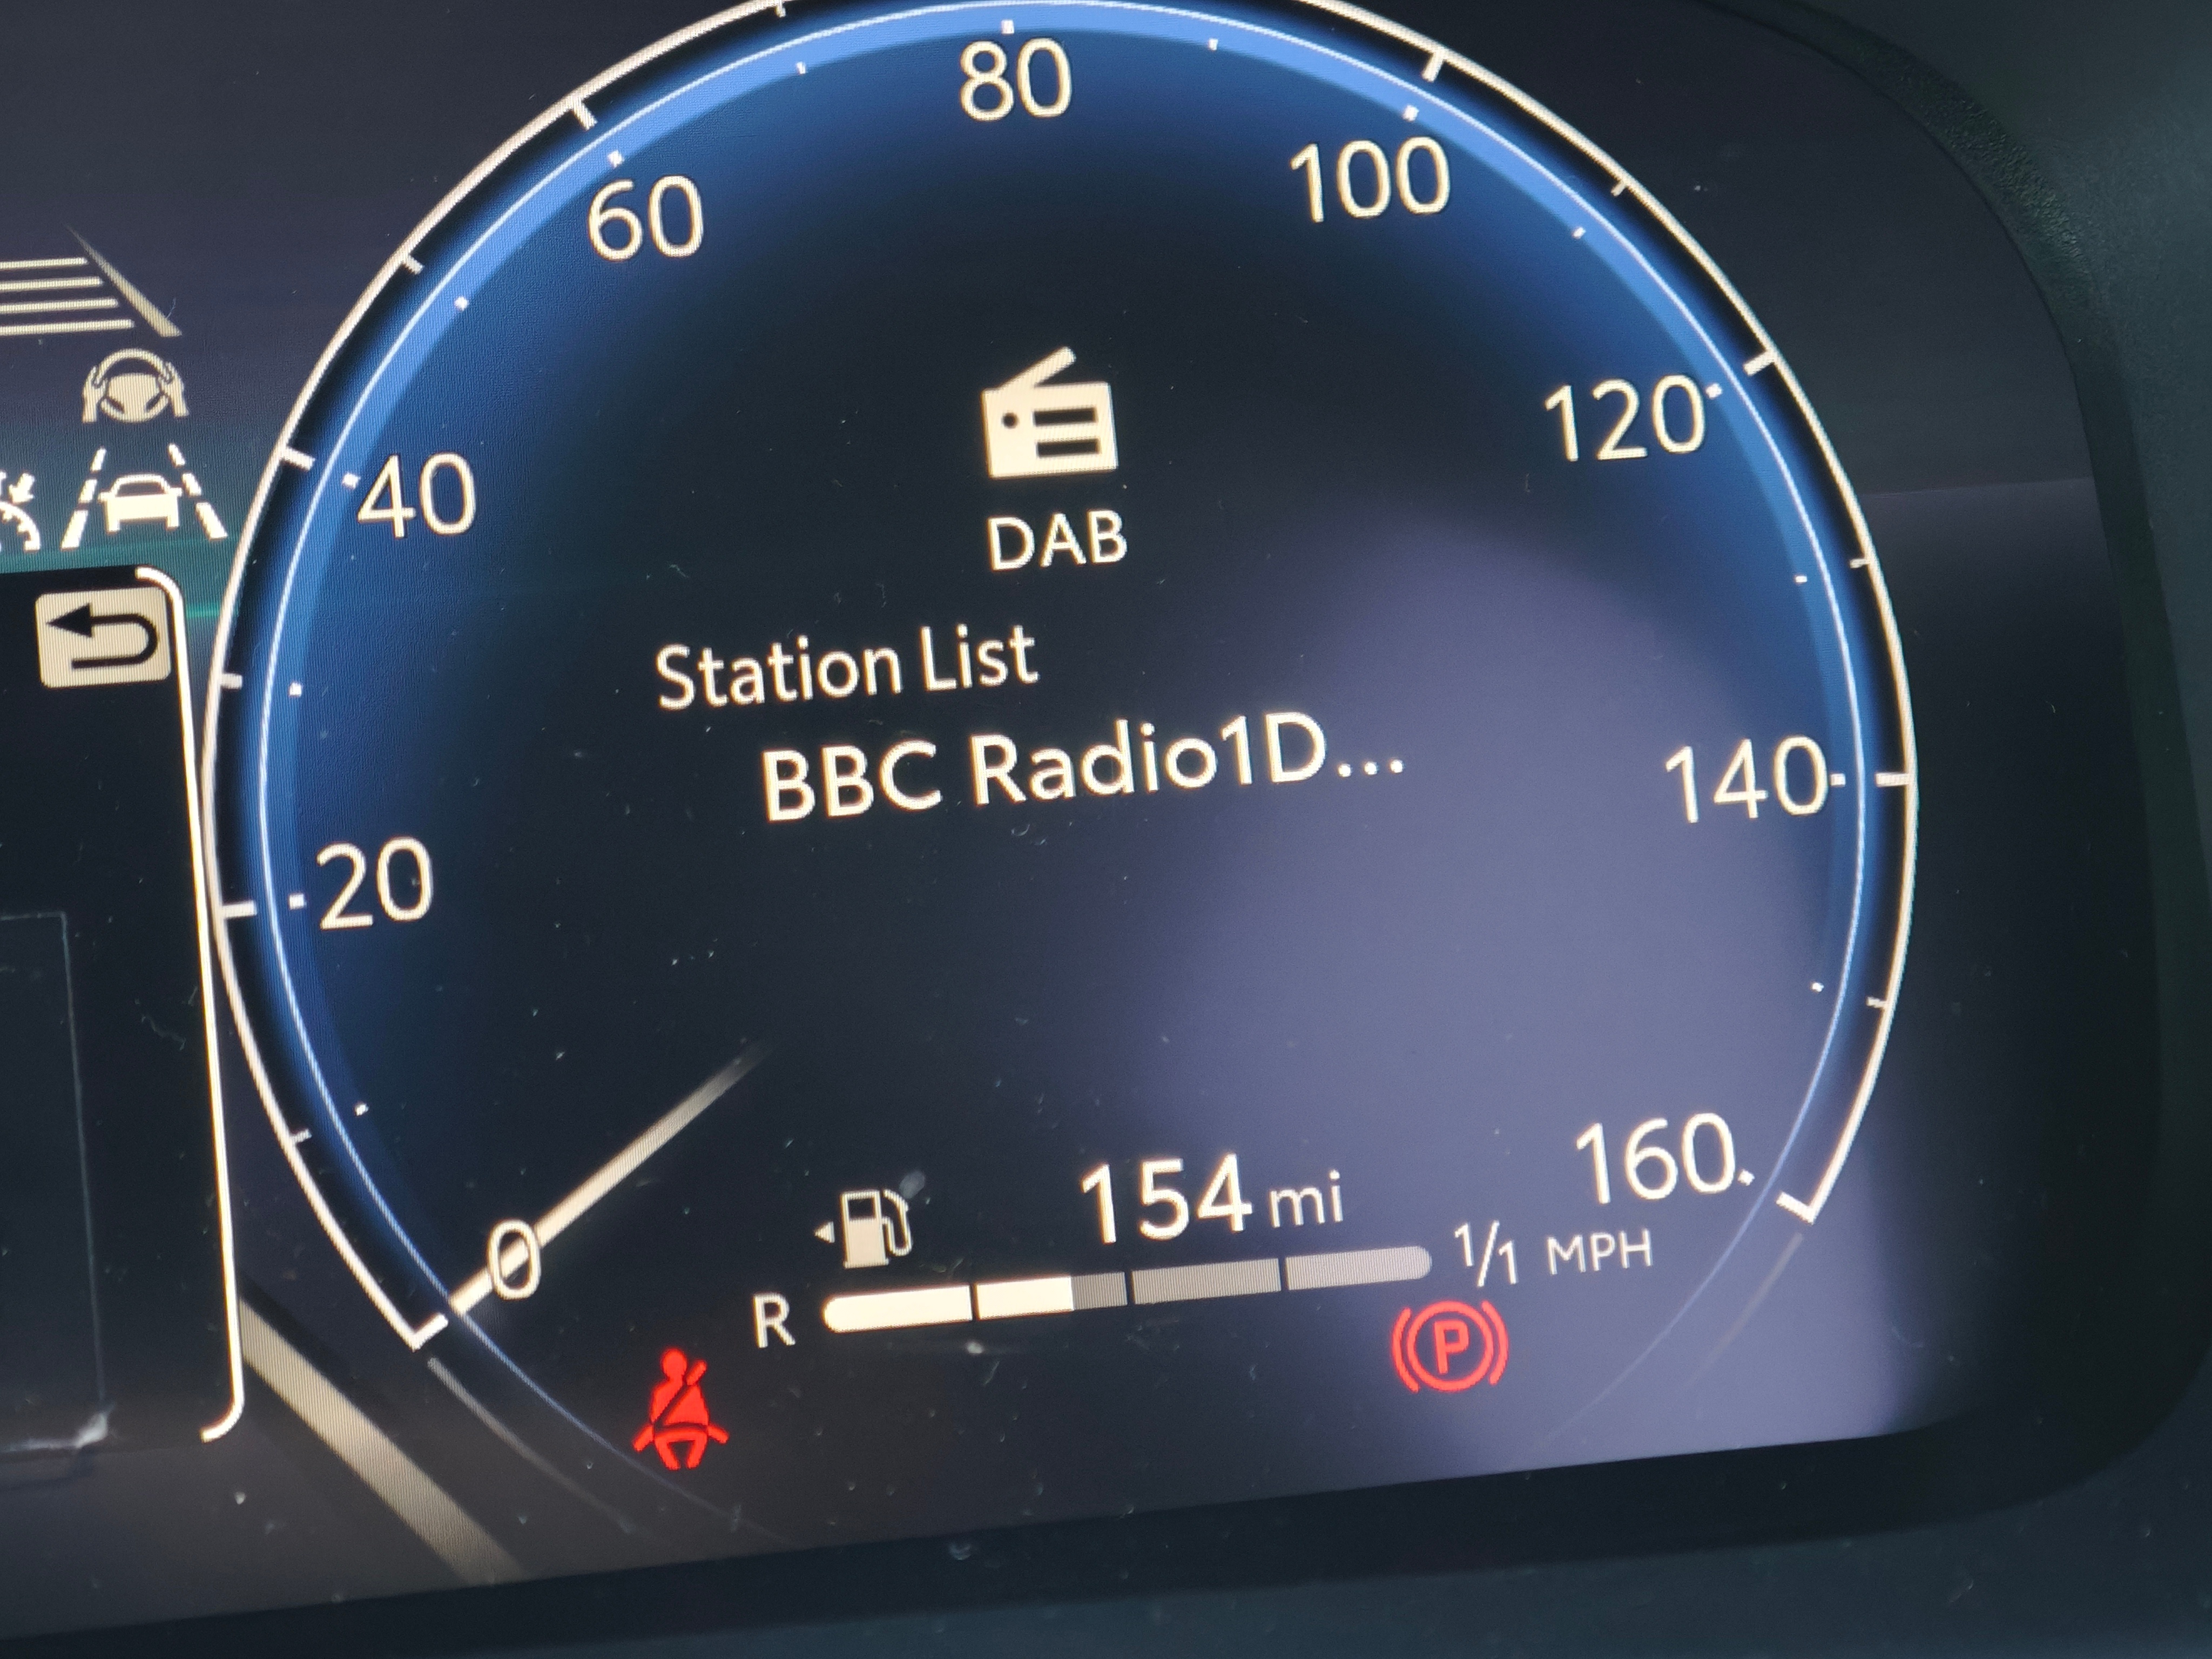 80
100
60
120
40
DAB
Station List
BBC Radio1D...
140
20
160
154 mi
0
1/1 MPH
R
P